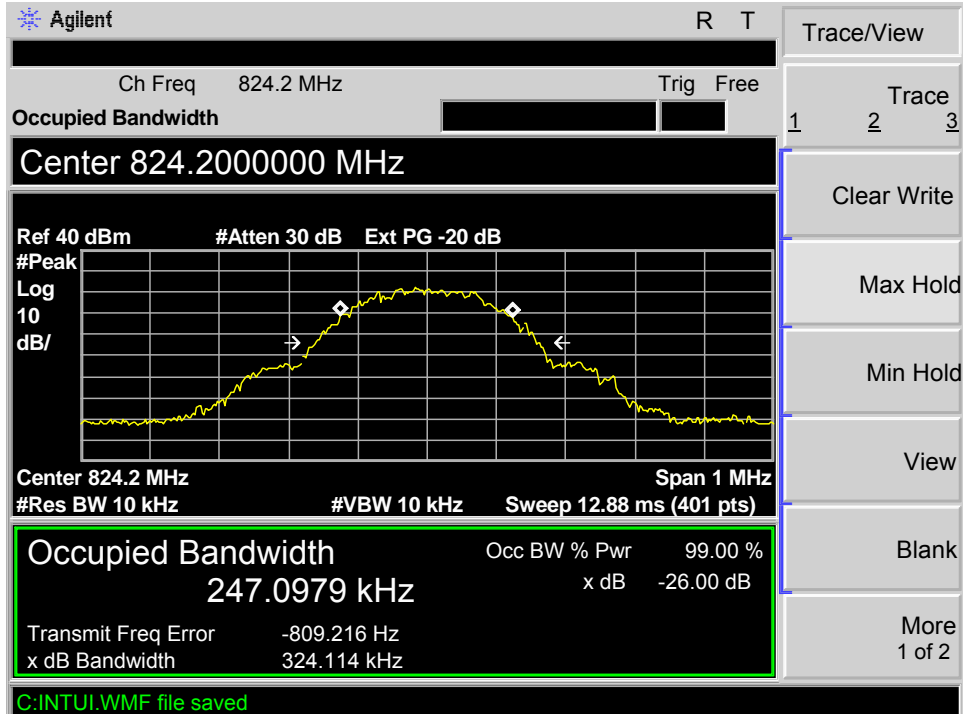 Agilent R T
Ch Freq 824.2 MHz Trig Free
Occupied Bandwidth
Center 824.2000000 MHz
Ref 40 dBm #Atten 30 dB Ext PG -20 dB
#Peak
Log
10
dB/
Center 824.2 MHz Span 1 MHz
#Res BW 10 kHz #VBW 10 kHz Sweep 12.88 ms (401 pts)
Occupied Bandwidth Occ BW % Pwr 99.00 %
247.0979 kHz x dB -26.00 dB
Transmit Freq Error -809.216 Hz
x dB Bandwidth 324.114 kHz
C:INTUI.WMF file saved
Trace/View
Trace
1 2 3
Clear Write
Max Hold
Min Hold
View
Blank
More
1 of 2